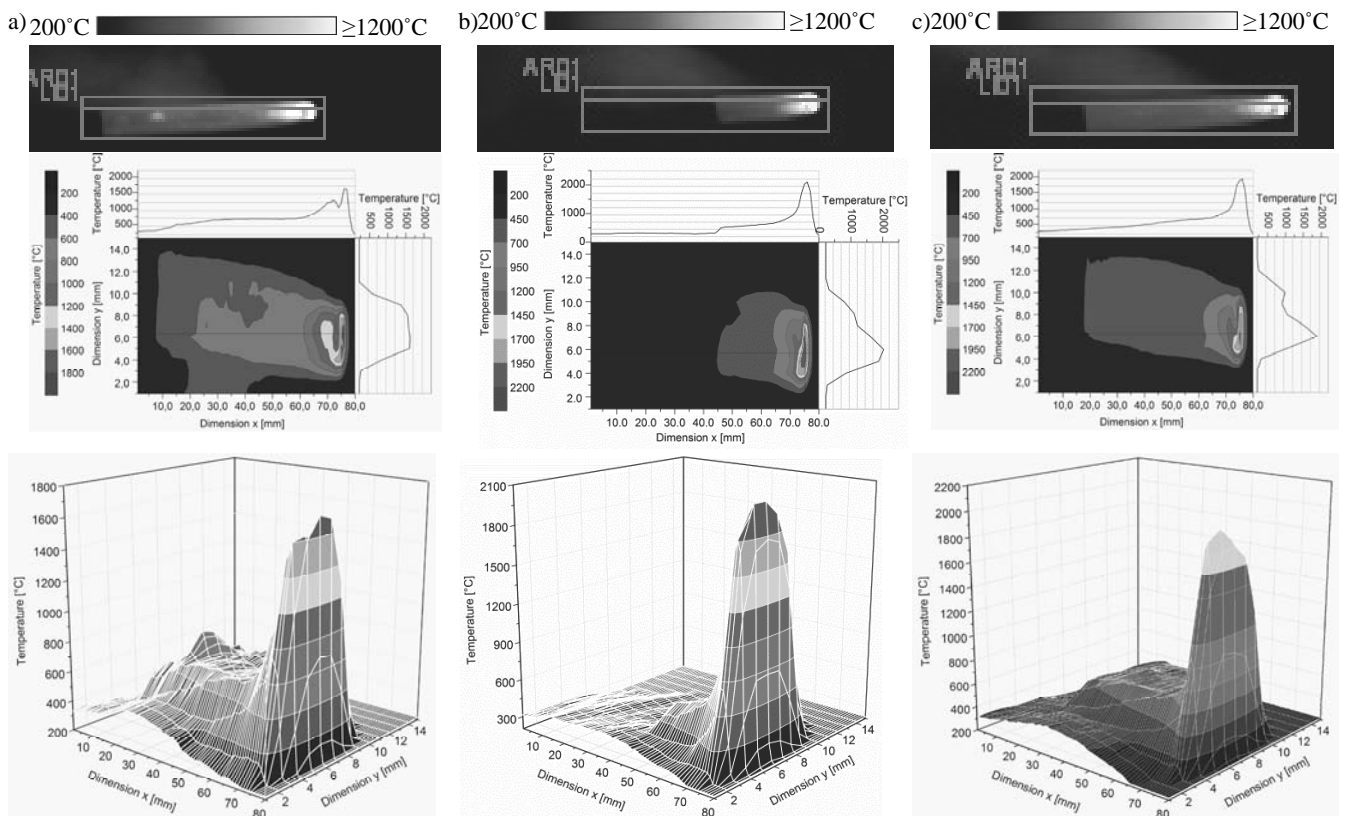 a) 200˚C ≥1200˚C
b) 200˚C ≥1200˚C
c) 200˚C ≥1200˚C
AR01
AR01
AR01
L01
2000
1500
1000
500
Temperature [°C]
Temperature [°C]
500
1000
1500
2000
200
400
600
800
1000
1200
1400
1600
1800
Temperature [°C]
14,0
12,0
10,0
8,0
6,0
4,0
2,0
Dimension y [mm]
10,0 20,0 30,0 40,0 50,0 60,0 70,0 80,0
Dimension x [mm]
2000
1000
0
Temperature [°C]
Temperature [°C]
0
1000
2000
200
450
700
950
1200
1450
1700
1950
2200
Temperature [°C]
14.0
12.0
10.0
8.0
6.0
4.0
2.0
Dimension y [mm]
10.0 20.0 30.0 40.0 50.0 60.0 70.0 80.0
Dimension x [mm]
2000
1500
1000
500
Temperature [°C]
Temperature [°C]
500
1000
1500
2000
200
450
700
950
1200
1450
1700
1950
2200
Temperature [°C]
14,0
12,0
10,0
8,0
6,0
4,0
2,0
Dimension y [mm]
10,0 20,0 30,0 40,0 50,0 60,0 70,0 80,0
Dimension x [mm]
1800
1600
1400
1200
1000
800
600
400
200
Temperature [°C]
10 20 30 40 50 60 70 80
Dimension x [mm]
2 4 6 8 10 12 14
Dimension y [mm]
2100
1800
1500
1200
900
600
300
Temperature [°C]
10 20 30 40 50 60 70 80
Dimension x [mm]
2 4 6 8 10 12 14
Dimension y [mm]
2200
2000
1800
1600
1400
1200
1000
800
600
400
200
Temperature [°C]
10 20 30 40 50 60 70 80
Dimension x [mm]
2 4 6 8 10 12 14
Dimension y [mm]